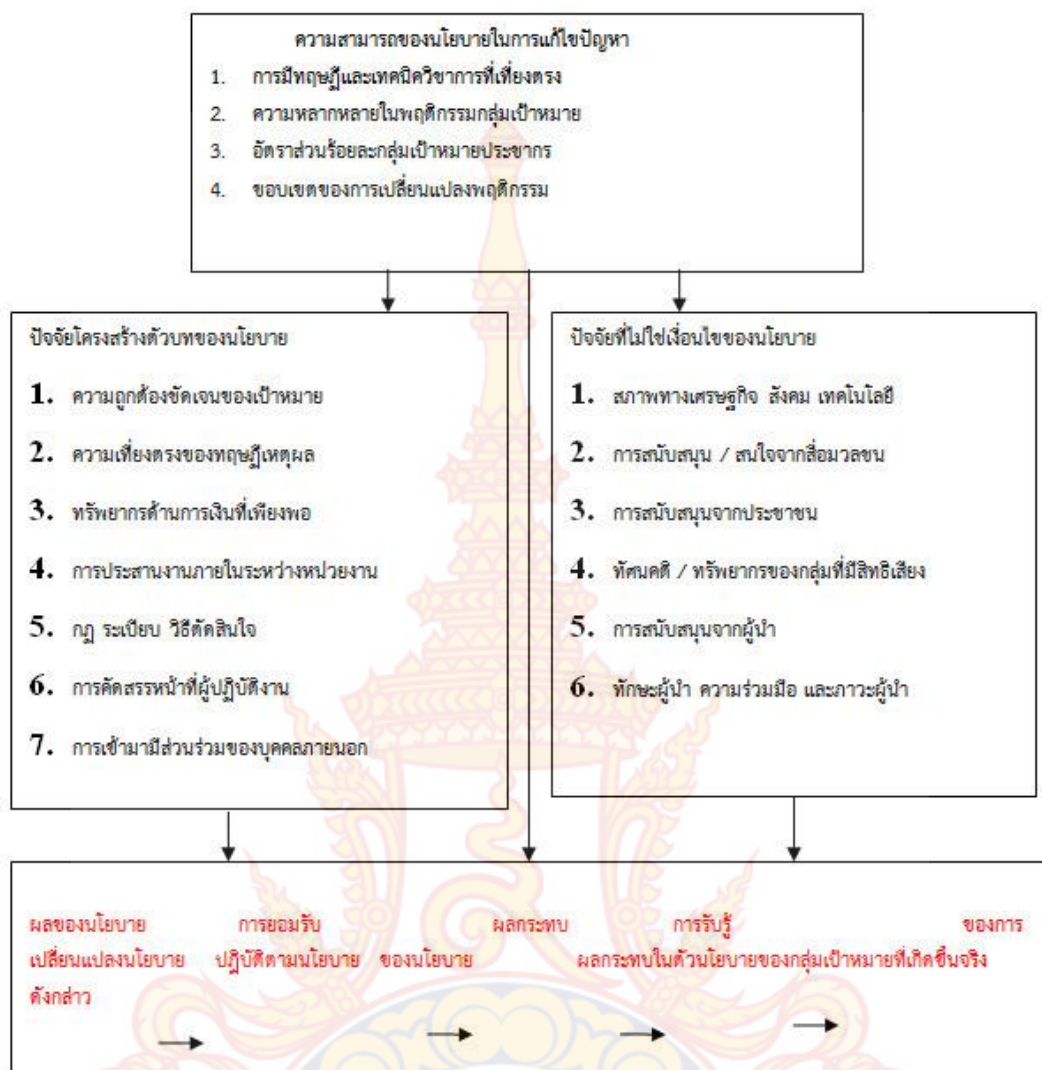 ความสามารถของนโยบายในการแก้ไขปัญหา
1. การมีทฤษฎีและเทคนิควิชาการที่เที่ยงตรง
2. ความหลากหลายในพฤติกรรมกลุ่มเป้าหมาย
3. อัตราส่วนร้อยละกลุ่มเป้าหมายประชากร
4. ขอบเขตของการเปลี่ยนแปลงพฤติกรรม
ปัจจัยโครงสร้างตัวบทของนโยบาย
1. ความถูกต้องชัดเจนของเป้าหมาย
2. ความเที่ยงตรงของทฤษฎีเหตุผล
3. ทรัพยากรด้านการเงินที่เพียงพอ
4. การประสานงานภายในระหว่างหน่วยงาน
5. กฎ ระเบียบ วิธีตัดสินใจ
6. การคัดสรรหน้าที่ผู้ปฏิบัติงาน
7. การเข้ามามีส่วนร่วมของบุคคลภายนอก
ปัจจัยที่ไม่ใช่เงื่อนไขของนโยบาย
1. สภาพทางเศรษฐกิจ สังคม เทคโนโลยี
2. การสนับสนุน / สนใจจากสื่อมวลชน
3. การสนับสนุนจากประชาชน
4. ทัศนคติ / ทรัพยากรของกลุ่มที่มีสิทธิเสียง
5. การสนับสนุนจากผู้นำ
6. ทักษะผู้นำ ความร่วมมือ และภาวะผู้นำ
ผลของนโยบาย การยอมรับ ผลกระทบ การรับรู้ ของการ
เปลี่ยนแปลงนโยบาย ปฏิบัติตามนโยบาย ของนโยบาย ผลกระทบในตัวนโยบายของกลุ่มเป้าหมายที่เกิดขึ้นจริง
ดังกล่าว